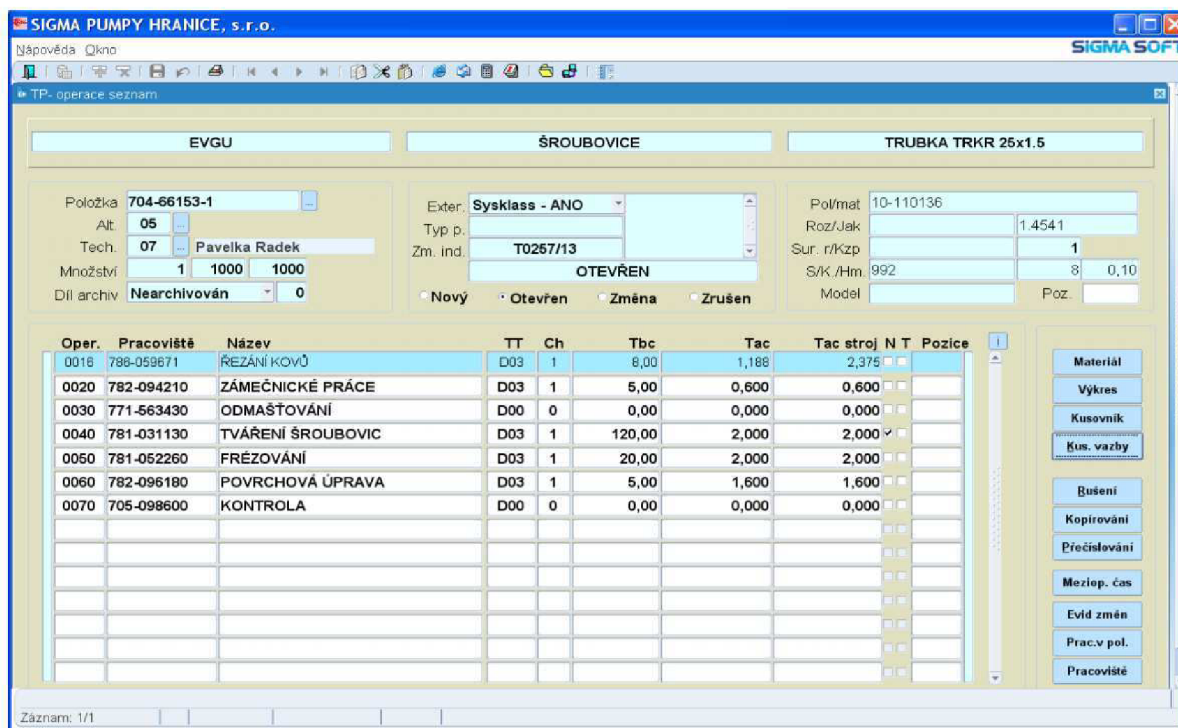 SIGMA PUMPY HRANICE, s.r.o.
Nápověda Okno
SIGMA SOFT
TP- operace seznam
EVGU ŠROUBOVICE TRUBKA TRKR 25x1.5
Položka 704-66153-1 ...
Alt. 05 ...
Tech. 07 ... Pavelka Radek
Množství 1 1000 1000
Díl archiv Nearchivován 0
Exter. Sysklass - ANO
Typ p.
Zm. ind. T0257/13
OTEVŘEN
Nový Otevřen Změna Zrušen
Pol/mat 10-110136
Roz/Jak 1.4541
Sur. r/Kzp 1
S/K./Hm. 992 8 0,10
Model Poz.
Oper. Pracoviště Název TT Ch Tbc Tac Tac stroj N T Pozice i
0016 786-059671 ŘEZÁNÍ KOVŮ D03 1 8,00 1,188 2,375
0020 782-094210 ZÁMEČNICKÉ PRÁCE D03 1 5,00 0,600 0,600
0030 771-563430 ODMAŠŤOVÁNÍ D00 0 0,00 0,000 0,000
0040 781-031130 TVÁŘENÍ ŠROUBOVIC D03 1 120,00 2,000 2,000
0050 781-052260 FRÉZOVÁNÍ D03 1 20,00 2,000 2,000
0060 782-096180 POVRCHOVÁ ÚPRAVA D03 1 5,00 1,600 1,600
0070 705-098600 KONTROLA D00 0 0,00 0,000 0,000
Materiál
Výkres
Kusovník
Kus. vazby
Rušení
Kopírování
Přečíslování
Meziop. čas
Evid změn
Prac.v pol.
Pracoviště
Záznam: 1/1